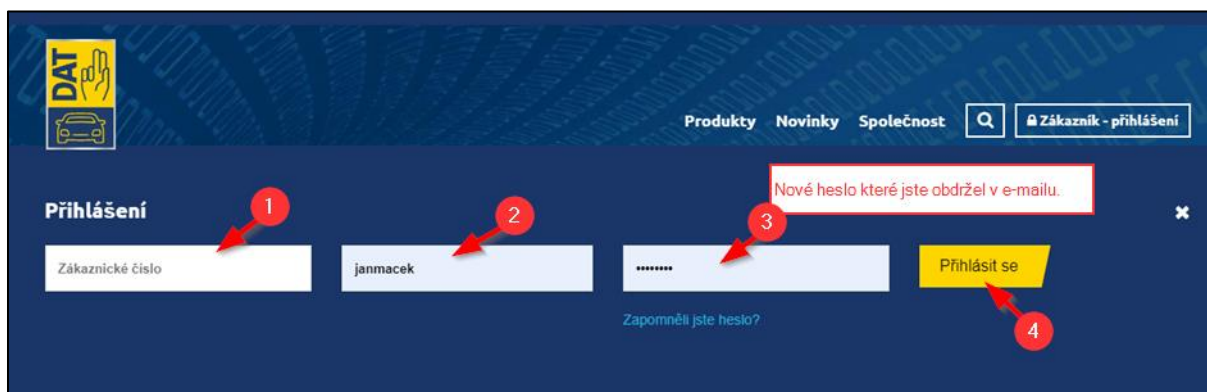 DAT
Produkty Novinky Společnost Zákazník - přihlášení
Nové heslo které jste obdržel v e-mailu.
Přihlášení 1 2 3
Zákaznické číslo janmacek •••••••• Přihlásit se
Zapomněli jste heslo? 4